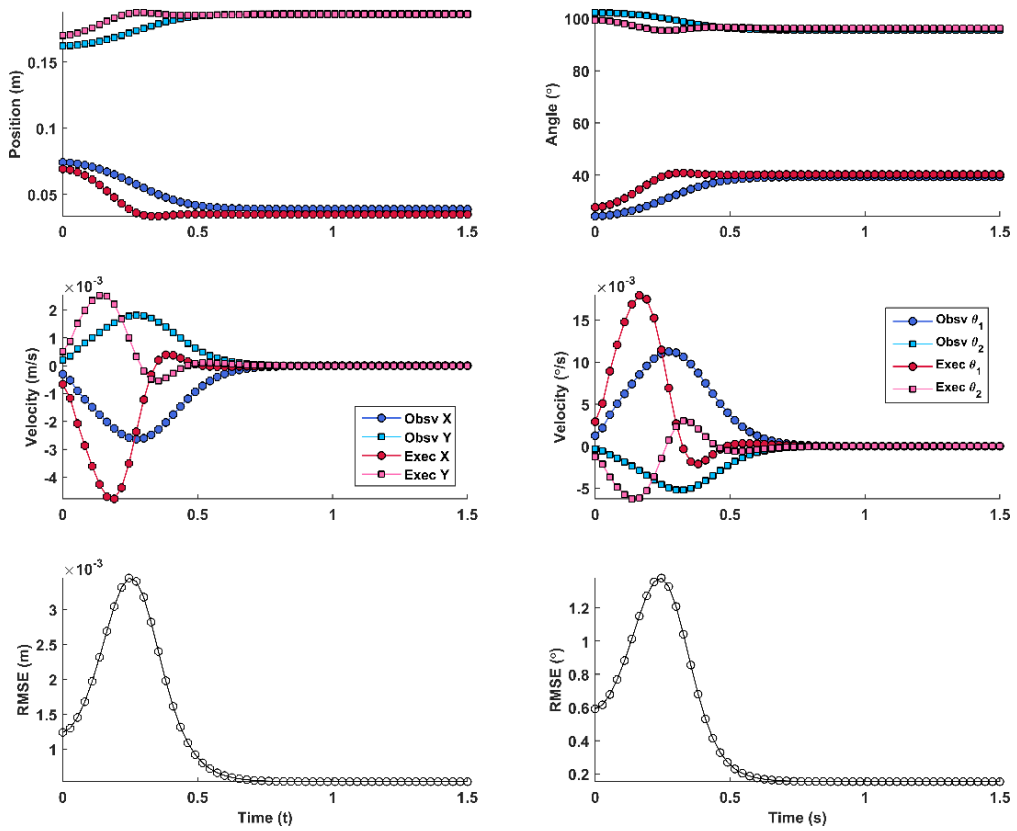 Position (m)
0.15
0.1
0.05
0 0.5 1 1.5
Angle (°)
100
80
60
40
0 0.5 1 1.5
×10⁻³
Velocity (m/s)
2
1
0
-1
-2
-3
-4
0 0.5 1 1.5
Obsv X
Obsv Y
Exec X
Exec Y
×10⁻³
Velocity (°/s)
15
10
5
0
-5
0 0.5 1 1.5
Obsv θ₁
Obsv θ₂
Exec θ₁
Exec θ₂
×10⁻³
RMSE (m)
3
2
1
0
0 0.5 1 1.5
Time (t)
RMSE (°)
1.2
1
0.8
0.6
0.4
0.2
0 0.5 1 1.5
Time (s)